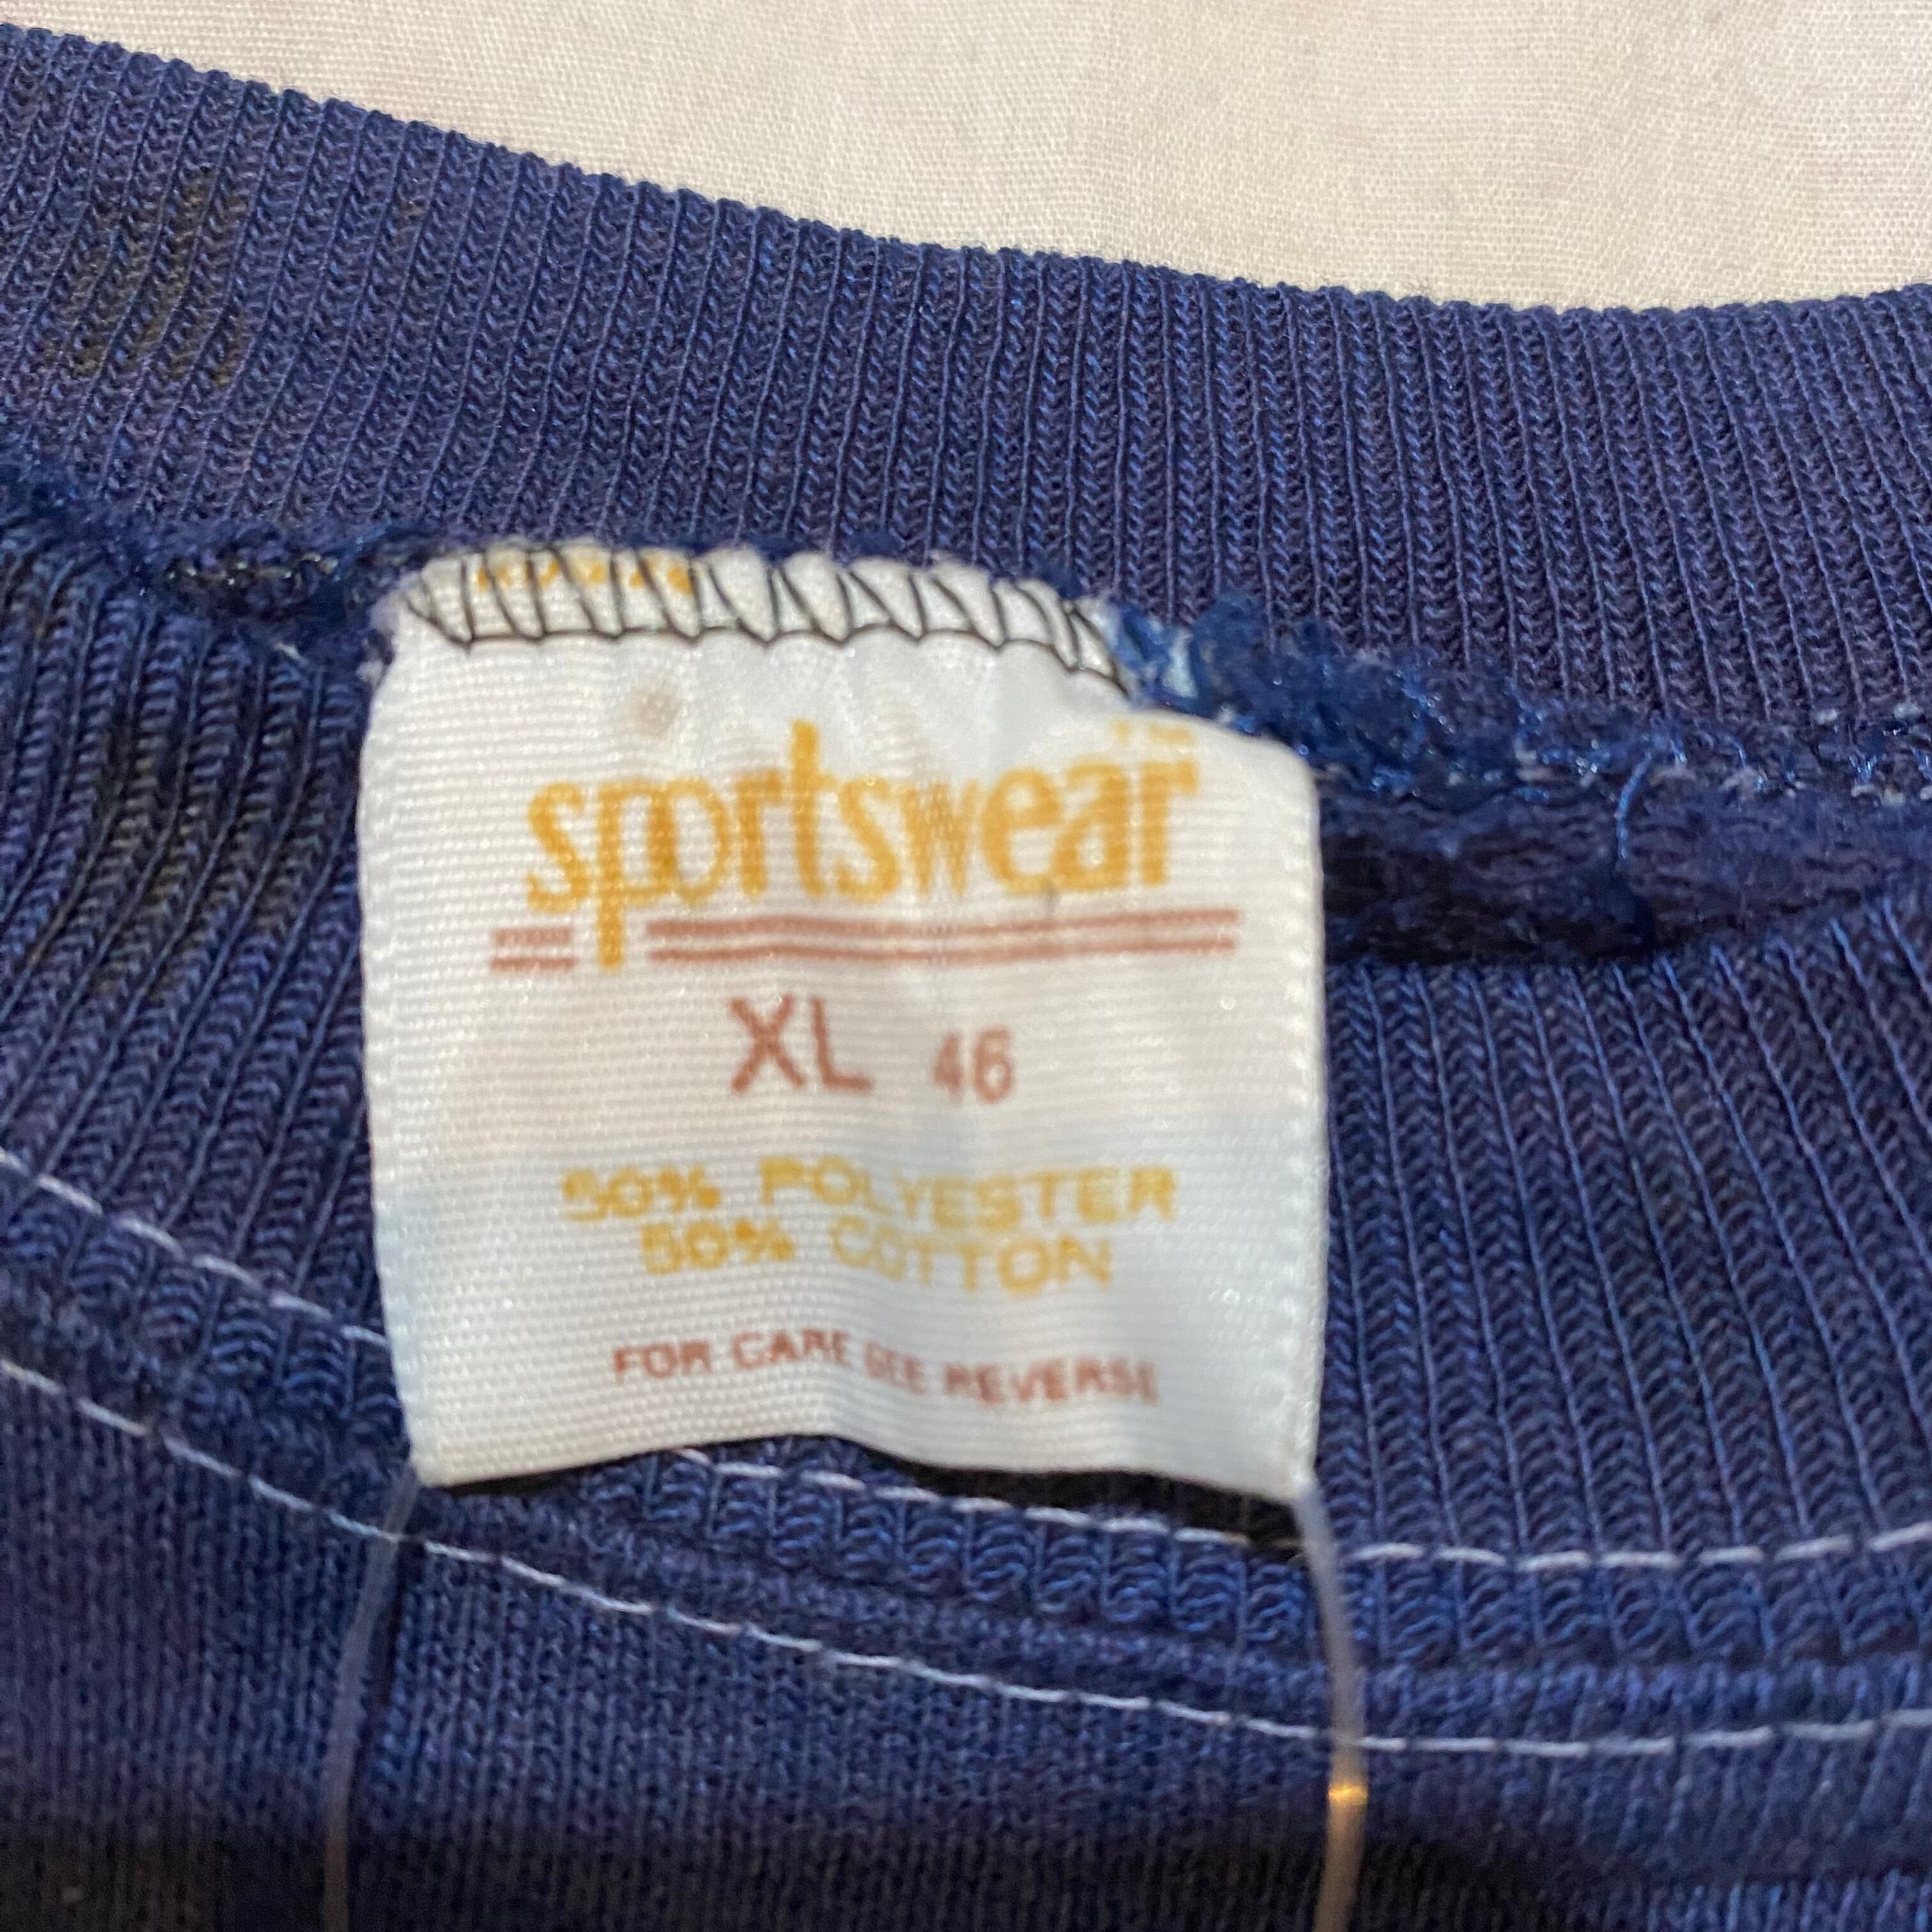 sportswear
XL 46
50% POLYESTER
50% COTTON
FOR CARE SEE REVERSE